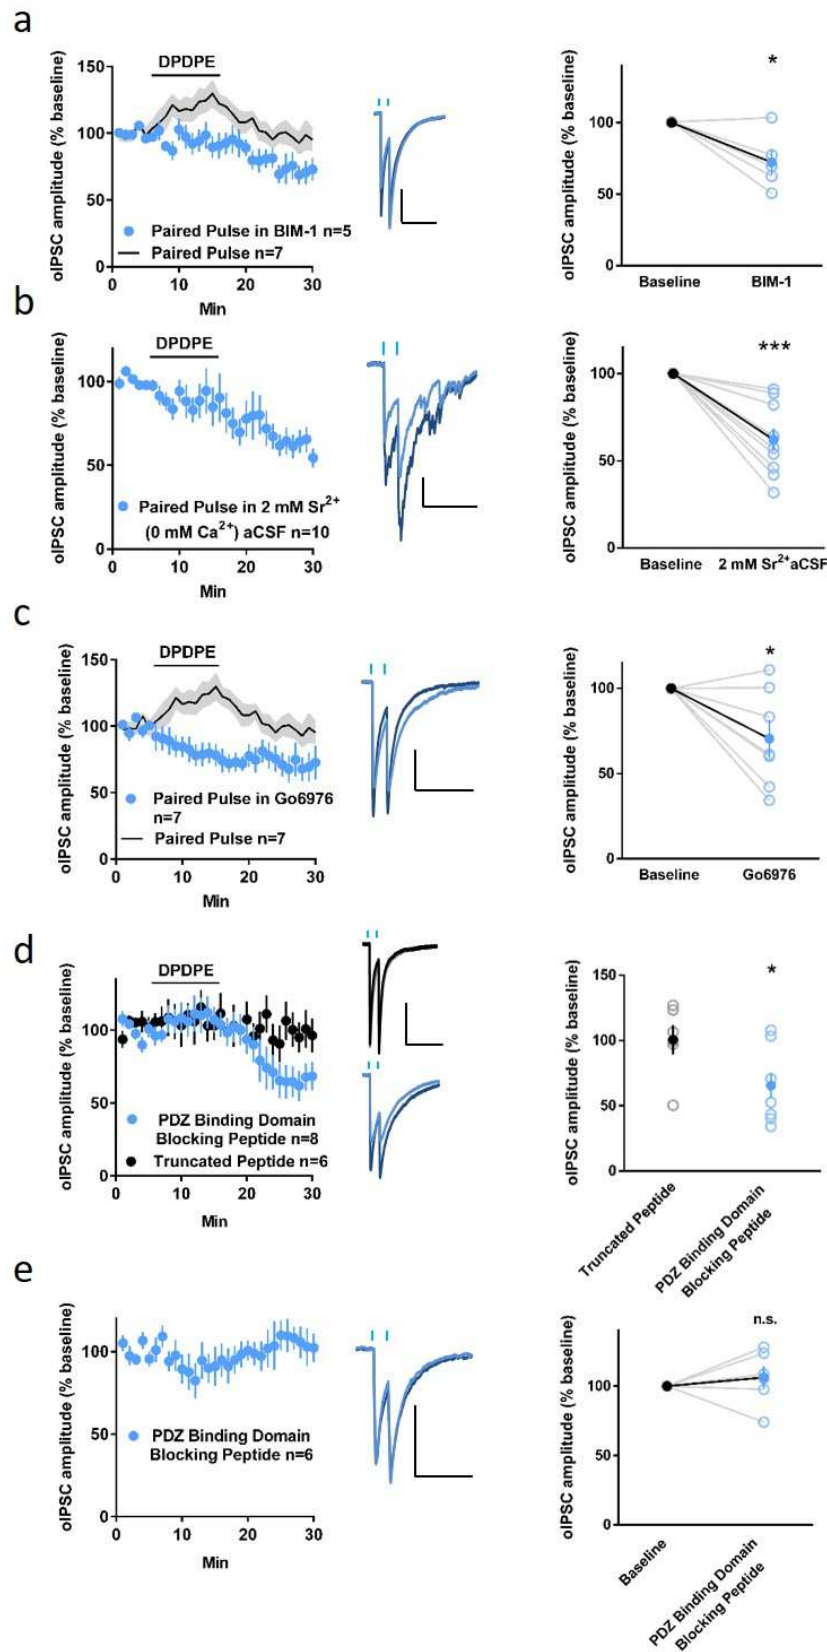 a
DPDPE
oIPSC amplitude (% baseline)
150
100
50
0
Paired Pulse in BIM-1 n=5
Paired Pulse n=7
0 10 20 30
Min
oIPSC amplitude (% baseline)
100
50
0
*
Baseline BIM-1
b
DPDPE
oIPSC amplitude (% baseline)
100
50
0
Paired Pulse in 2 mM Sr²⁺
(0 mM Ca²⁺) aCSF n=10
0 10 20 30
Min
oIPSC amplitude (% baseline)
100
50
0
***
Baseline 2 mM Sr²⁺aCSF
c
DPDPE
oIPSC amplitude (% baseline)
150
100
50
0
Paired Pulse in Go6976
n=7
Paired Pulse n=7
0 10 20 30
Min
oIPSC amplitude (% baseline)
100
50
0
*
Baseline Go6976
d
DPDPE
oIPSC amplitude (% baseline)
100
50
0
PDZ Binding Domain
Blocking Peptide n=8
Truncated Peptide n=6
0 10 20 30
Min
oIPSC amplitude (% baseline)
150
100
50
0
*
Truncated Peptide
PDZ Binding Domain
Blocking Peptide
e
oIPSC amplitude (% baseline)
100
50
0
PDZ Binding Domain
Blocking Peptide n=6
0 10 20 30
Min
oIPSC amplitude (% baseline)
100
50
0
n.s.
Baseline
PDZ Binding Domain
Blocking Peptide